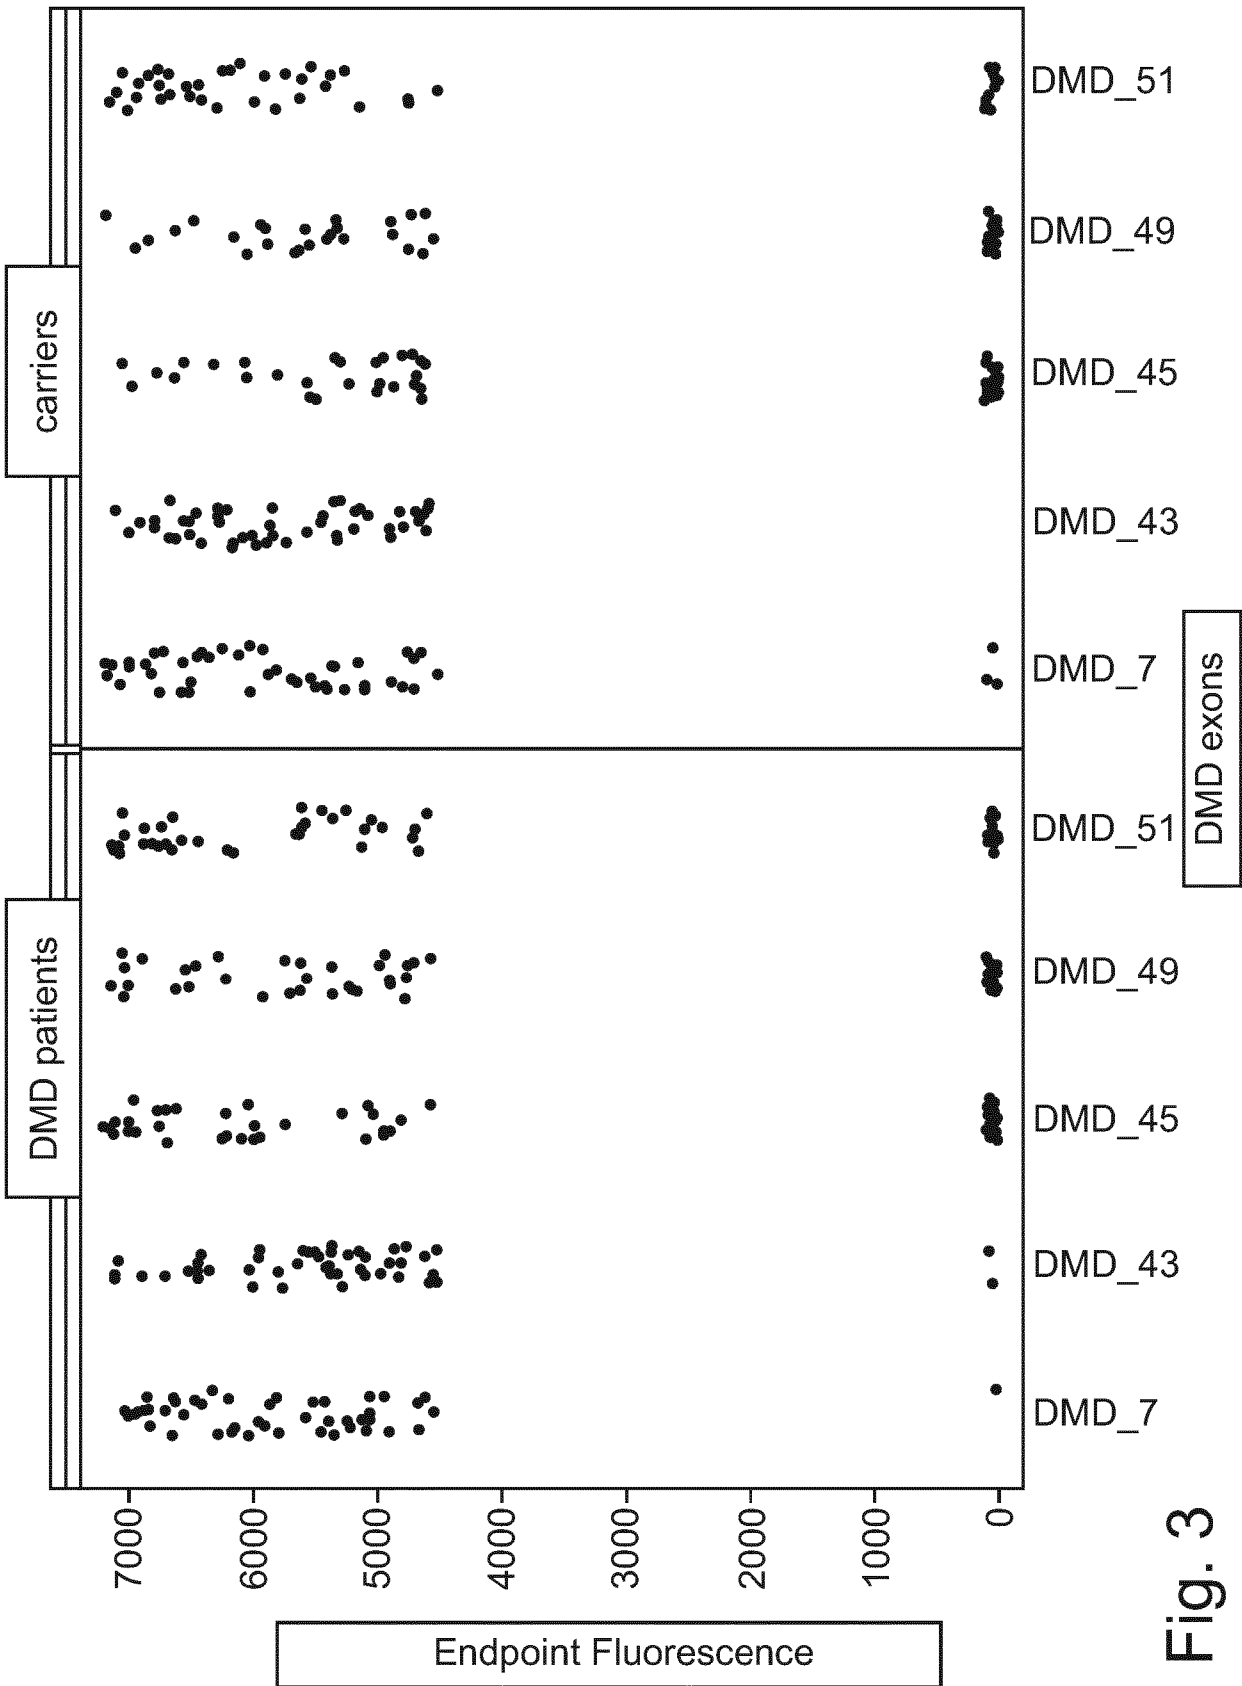 DMD patients
carriers
Endpoint Fluorescence
7000
6000
5000
4000
3000
2000
1000
0
DMD_7
DMD_43
DMD_45
DMD_49
DMD_51
DMD_7
DMD_43
DMD_45
DMD_49
DMD_51
DMD exons
Fig. 3